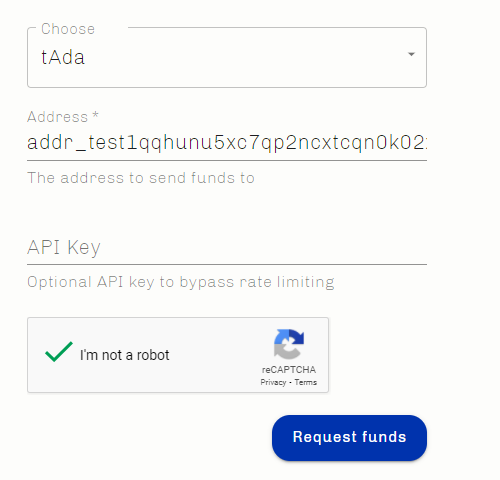 Choose
tAda
Address *
addr_test1qqhunu5xc7qp2ncxtcqn0k02
The address to send funds to
API Key
Optional API key to bypass rate limiting
I'm not a robot
reCAPTCHA
Privacy - Terms
Request funds